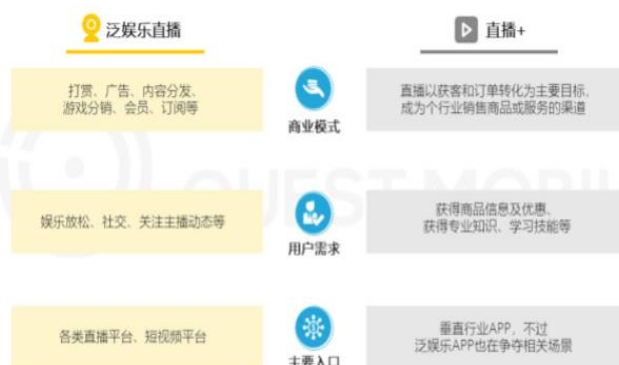 泛娱乐直播
直播+
打赏、广告、内容分发、
游戏分销、会员、订阅等
商业模式
直播以获客和订单转化为主要目标,
成为个行业销售商品或服务的渠道
QUEST MOBIL
娱乐放松、社交、关注主播动态等
用户需求
获得商品信息及优惠、
获得专业知识、学习技能等
各类直播平台、短视频平台
主要入口
垂直行业APP，不过
泛娱乐APP也在争夺相关场景